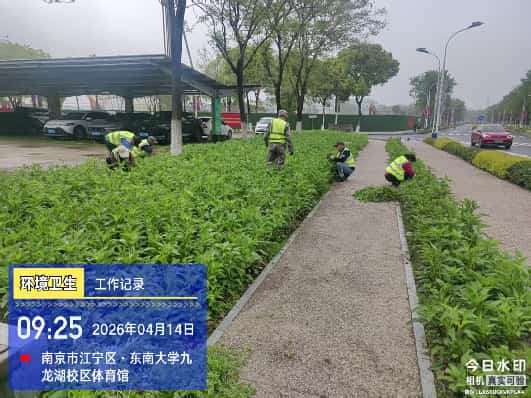 环境卫生 工作记录
09:25 2026年04月14日
南京市江宁区·东南大学九
龙湖校区体育馆
今日水印
相机 真实可验